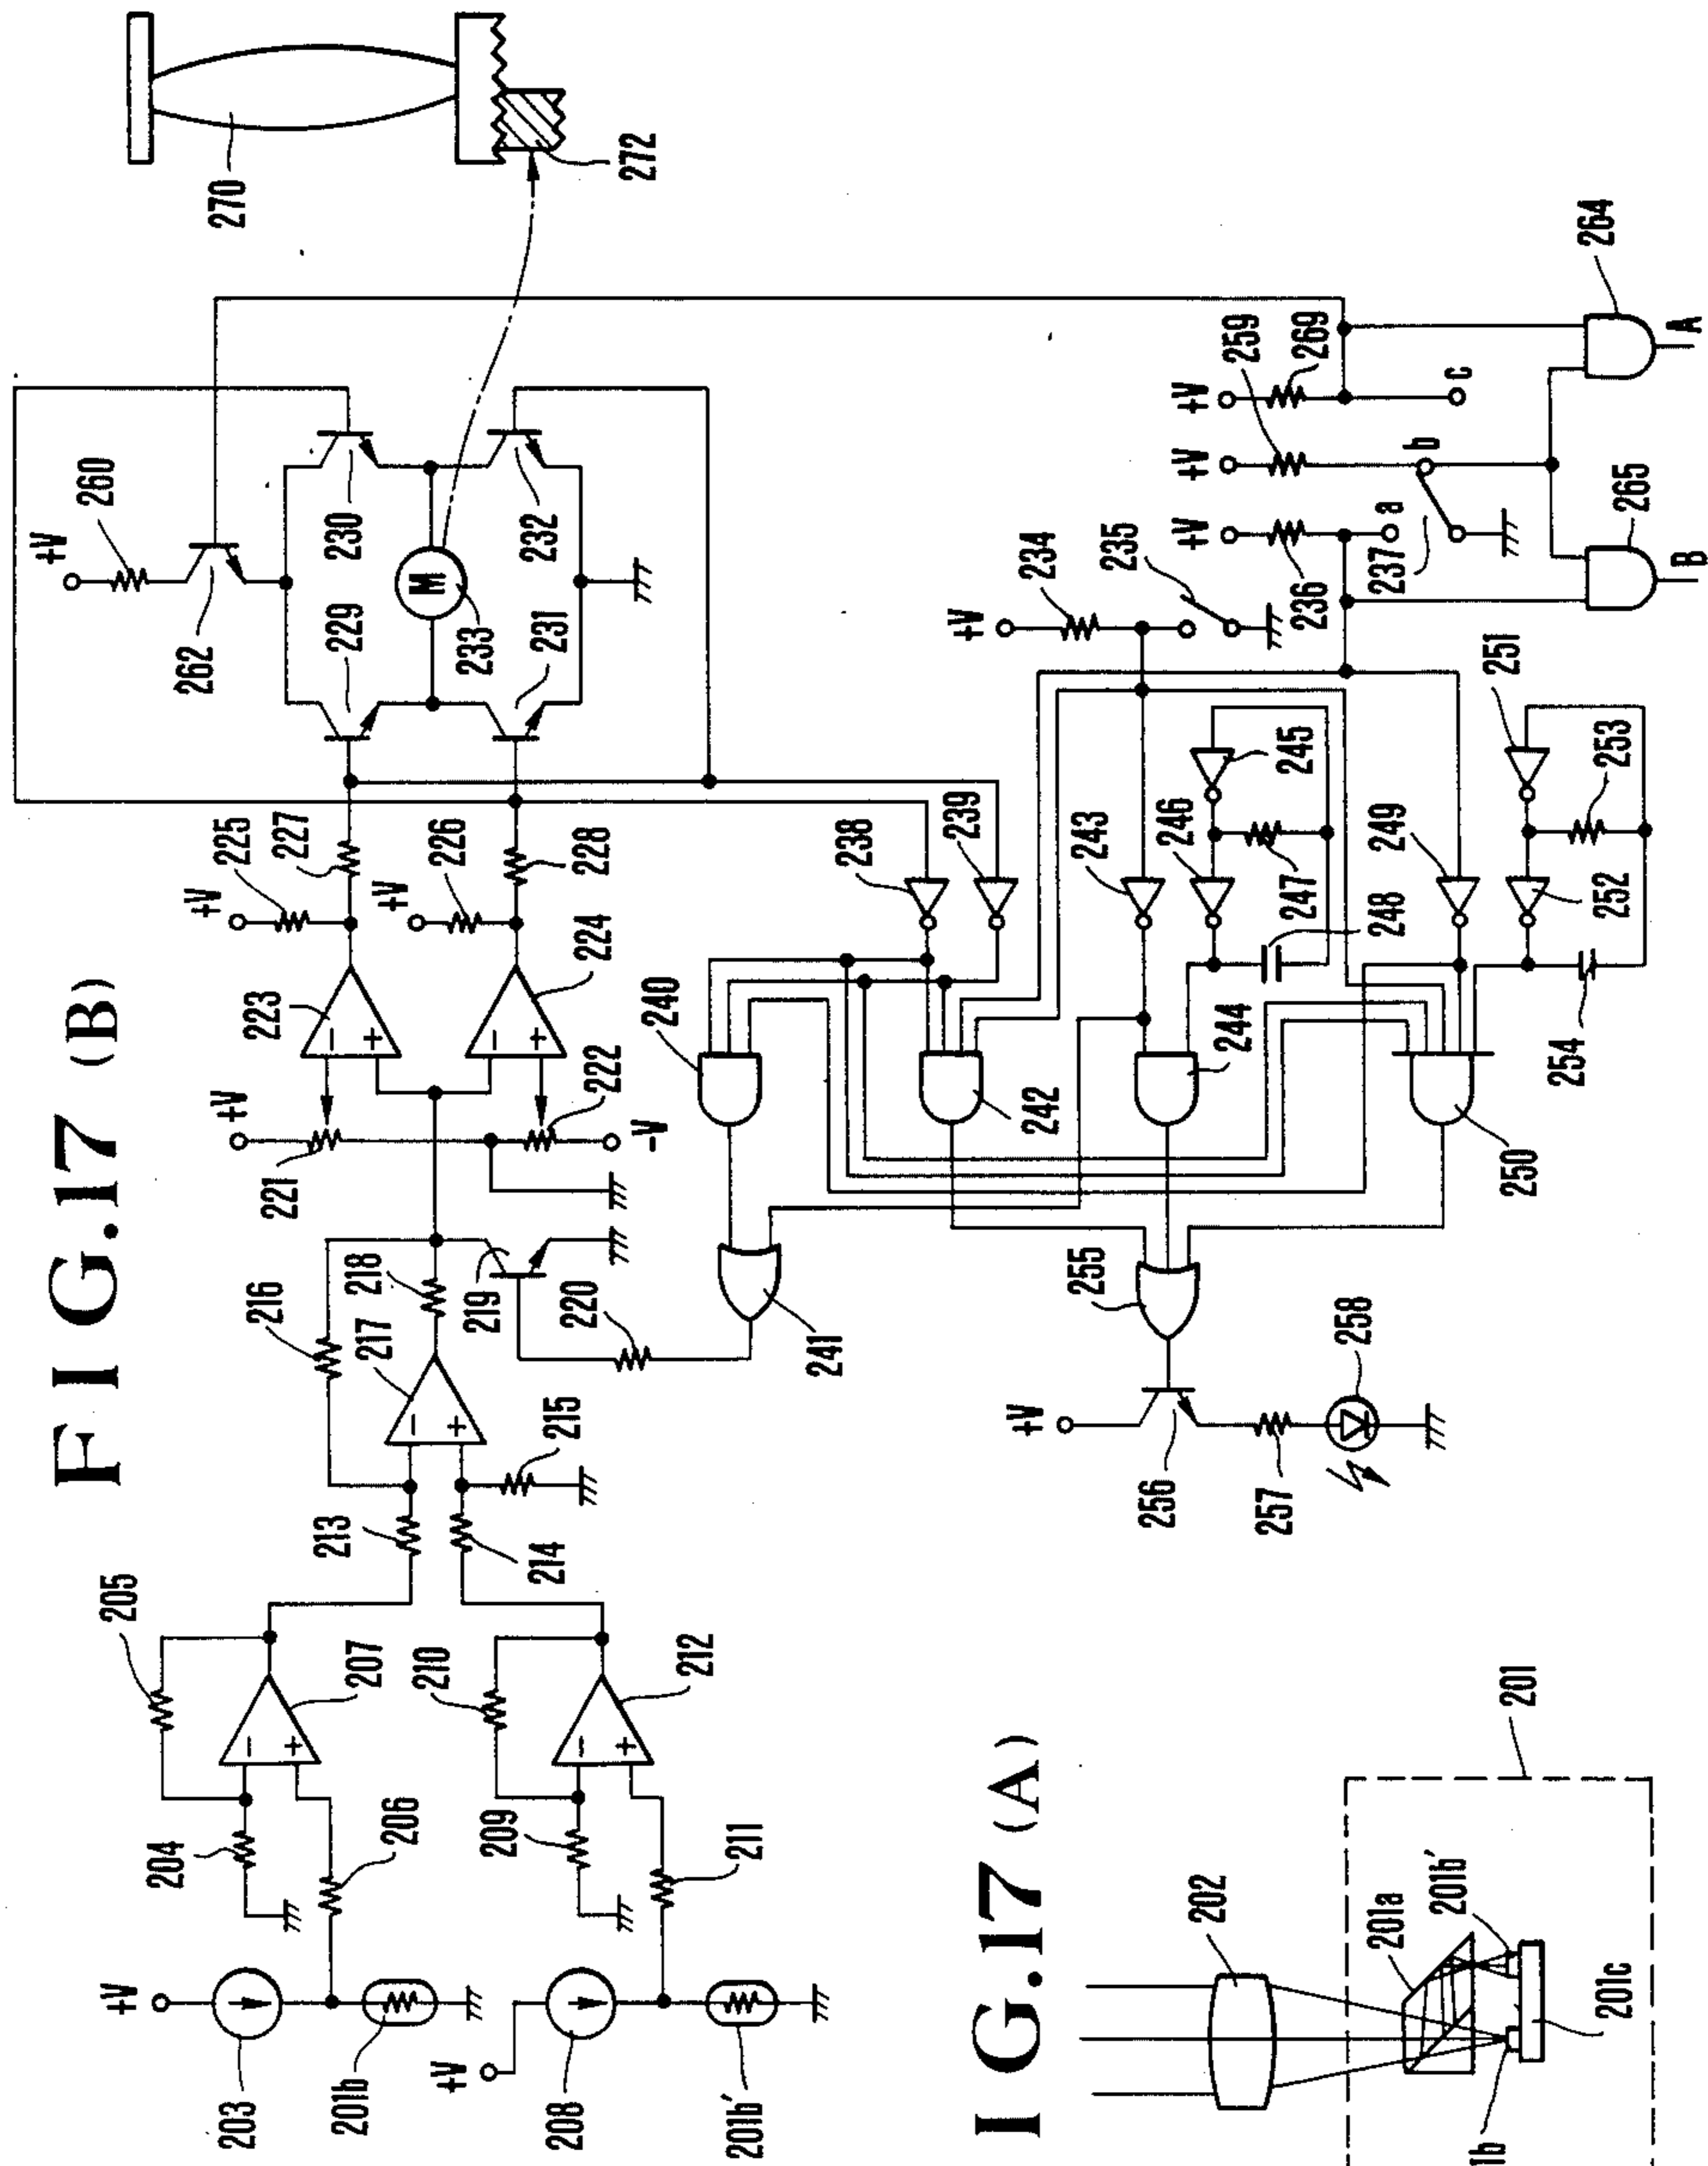 FIG.17 (B)
270
272
+V
260
262
229
230
M
233
231
232
+V
225
227
+V
226
228
223
−
+
224
−
+
+V
221
222
-V
216
217
218
−
+
219
220
213
214
215
205
−
+
207
204
206
210
−
+
212
209
211
+V
203
201b
+V
208
201b'
238
239
240
241
242
243
244
245
246
247
248
249
250
251
252
253
254
255
+V
256
257
258
+V
234
235
+V
236
+V
259
+V
269
a
b
c
237
264
A
265
B
I G.17 (A)
202
201
201a
201b'
201c
1b